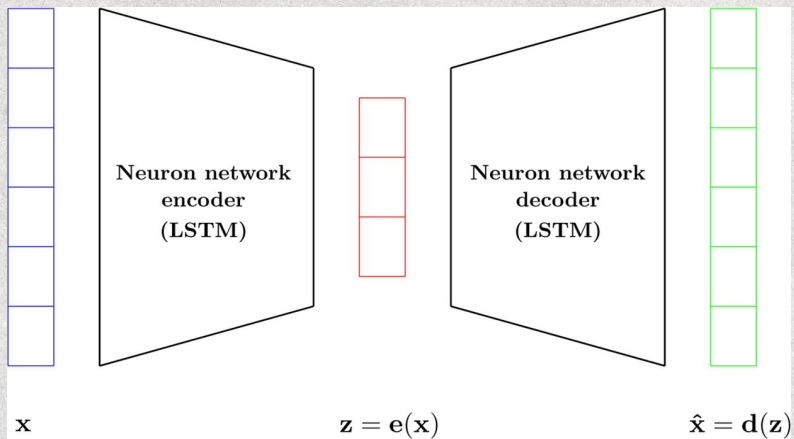 Neuron network
encoder
(LSTM)
Neuron network
decoder
(LSTM)
x
z = e(x)
x̂ = d(z)